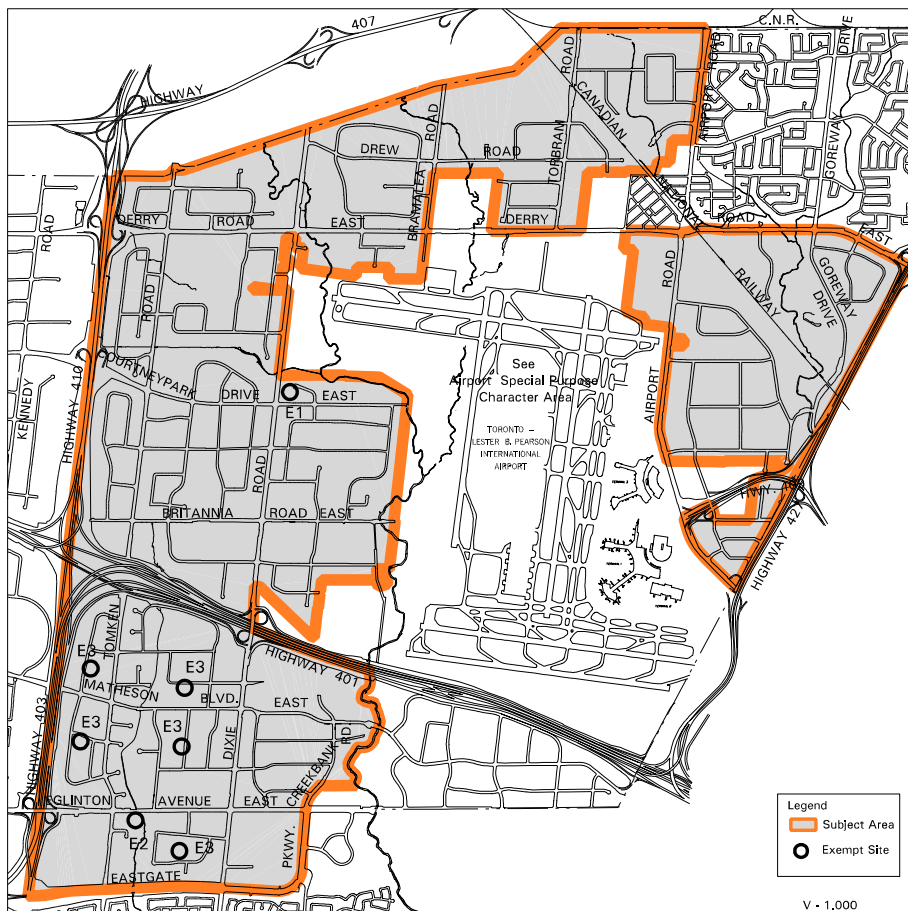 407
C.N.R.
DRIVE
ROAD
ROAD
HIGHWAY
CANADIAN
ROAD
AIRPORT
GOREWAY
DREW
ROAD
TORBRAM
BRAMALEA
NATIONAL
ROAD
DERRY
ROAD
EAST
DERRY
ROAD
EAST
ROAD
RAILWAY
GOREWAY
DRIVE
ROAD
See
Airport Special Purpose
Character Area
COURTNEYPARK
DRIVE
EAST
E1
KENNEDY
HIGHWAY 410
AIRPORT
TORONTO –
LESTER B. PEARSON
INTERNATIONAL
AIRPORT
ROAD
HWY.
HIGHWAY 427
BRITANNIA
ROAD
EAST
TOMKEN
HIGHWAY 401
E3
E3
MATHESON
BLVD.
EAST
E3
E3
DIXIE
RD.
HIGHWAY 403
CREEKBANK
EGLINTON
AVENUE
EAST
E2
E3
PKWY.
EASTGATE
Legend
Subject Area
Exempt Site
V - 1.000